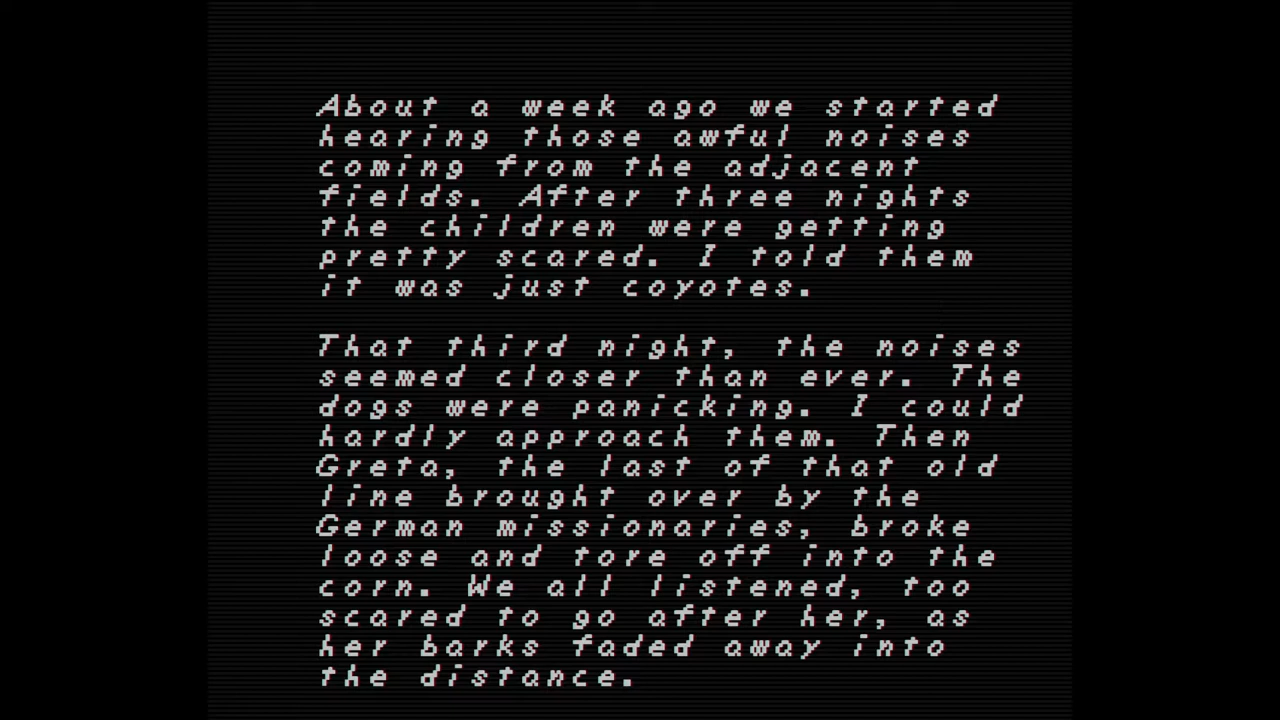 About a week ago we started
hearing those awful noises
coming from the adjacent
fields. After three nights
the children were getting
pretty scared. I told them
it was just coyotes.
That third night, the noises
seemed closer than ever. The
dogs were panicking. I could
hardly approach them. Then
Greta, the last of that old
line brought over by the
German missionaries, broke
loose and tore off into the
corn. We all listened, too
scared to go after her, as
her barks faded away into
the distance.